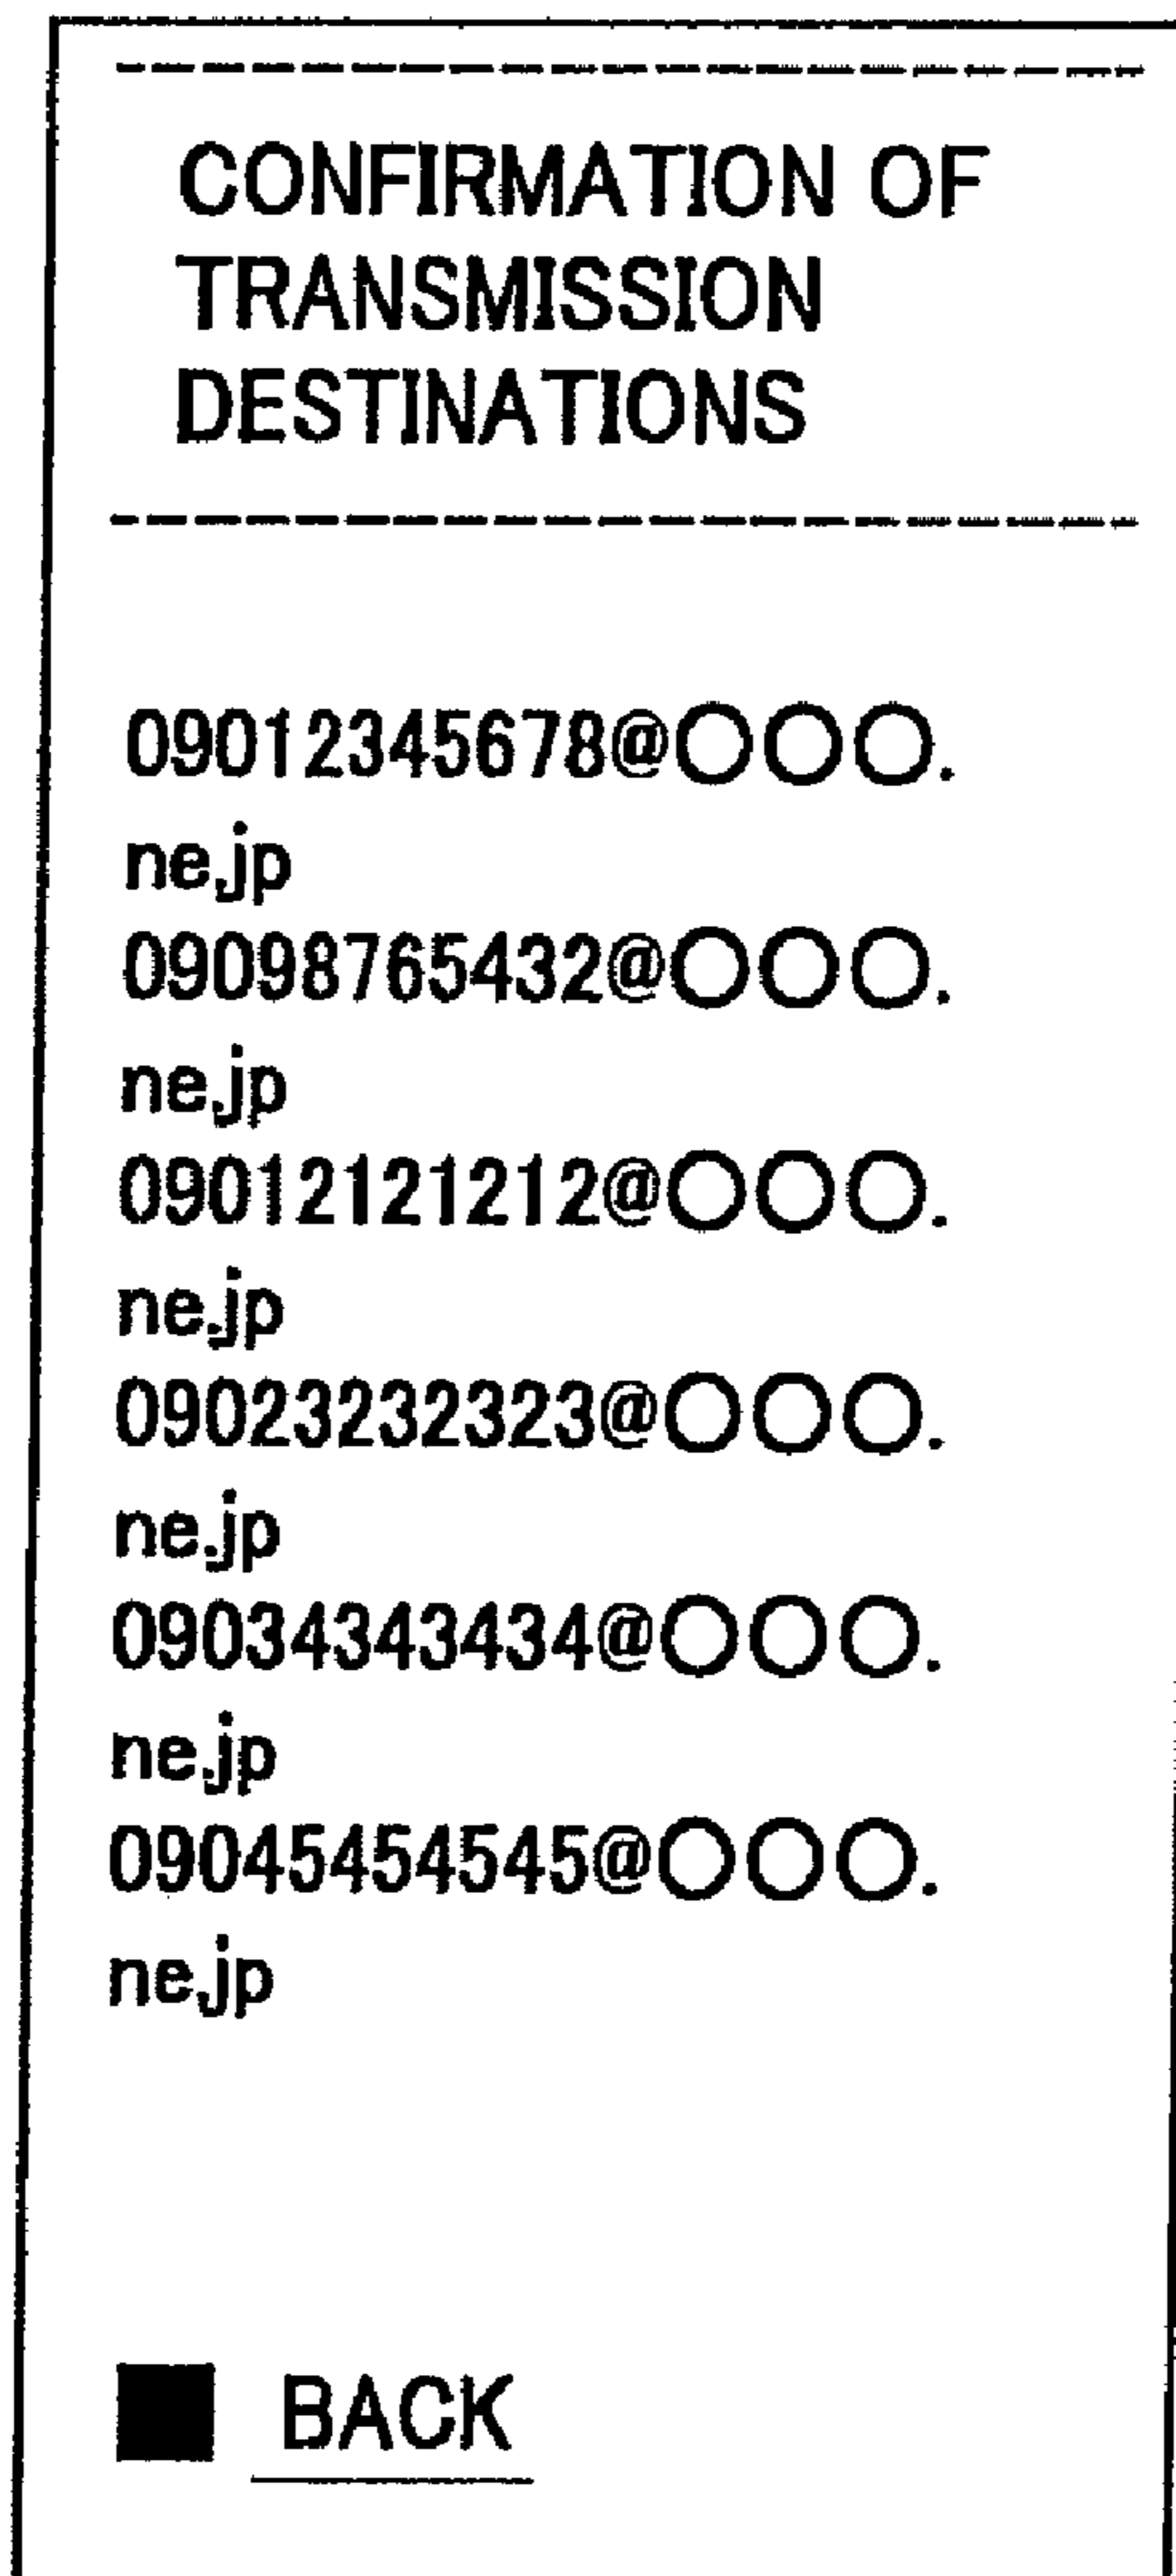 CONFIRMATION OF
TRANSMISSION
DESTINATIONS
09012345678@○○○.
ne.jp
09098765432@○○○.
ne.jp
09012121212@○○○.
ne.jp
09023232323@○○○.
ne.jp
09034343434@○○○.
ne.jp
09045454545@○○○.
ne.jp
■ BACK